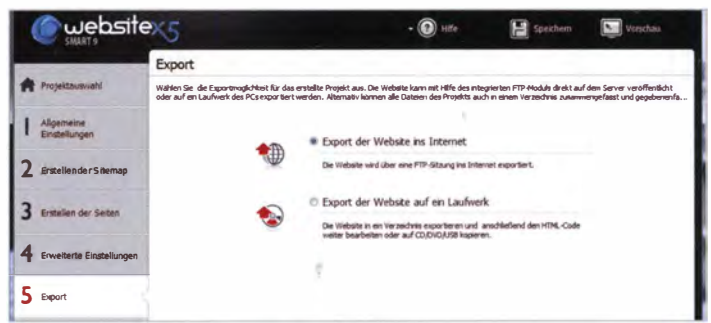 websitex5
SMART 9
Hilfe
Speichern
Vorschau
Export
Wählen Sie die Exportmöglichkeit für das erstellte Projekt aus. Die Website kann mit Hilfe des integrierten FTP-Moduls direkt auf dem Server veröffentlicht
oder auf ein Laufwerk des PCs exportiert werden. Alternativ können alle Dateien des Projekts auch in einem Verzeichnis zusammengefasst und gegebenenfa...
Projektauswahl
1 Allgemeine
Einstellungen
2 Erstellen der Sitemap
3 Erstellen der Seiten
4 Erweiterte Einstellungen
5 Export
Export der Website ins Internet
Die Website wird über eine FTP-Sitzung ins Internet exportiert.
Export der Website auf ein Laufwerk
Die Website in ein Verzeichnis exportieren und anschließend den HTML-Code
weiter bearbeiten oder auf CD/DVD/USB kopieren.